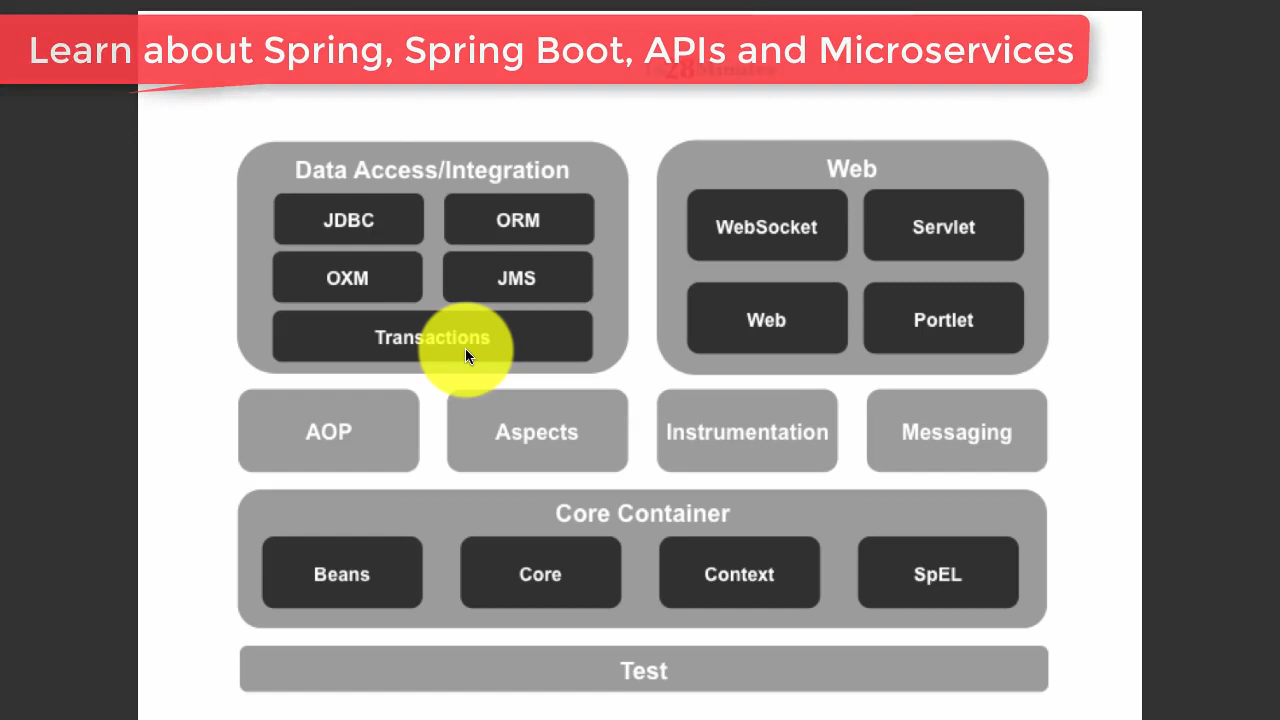 Learn about Spring, Spring Boot, APIs and Microservices
Data Access/Integration
JDBC
ORM
OXM
JMS
Transactions
Web
WebSocket
Servlet
Web
Portlet
AOP
Aspects
Instrumentation
Messaging
Core Container
Beans
Core
Context
SpEL
Test